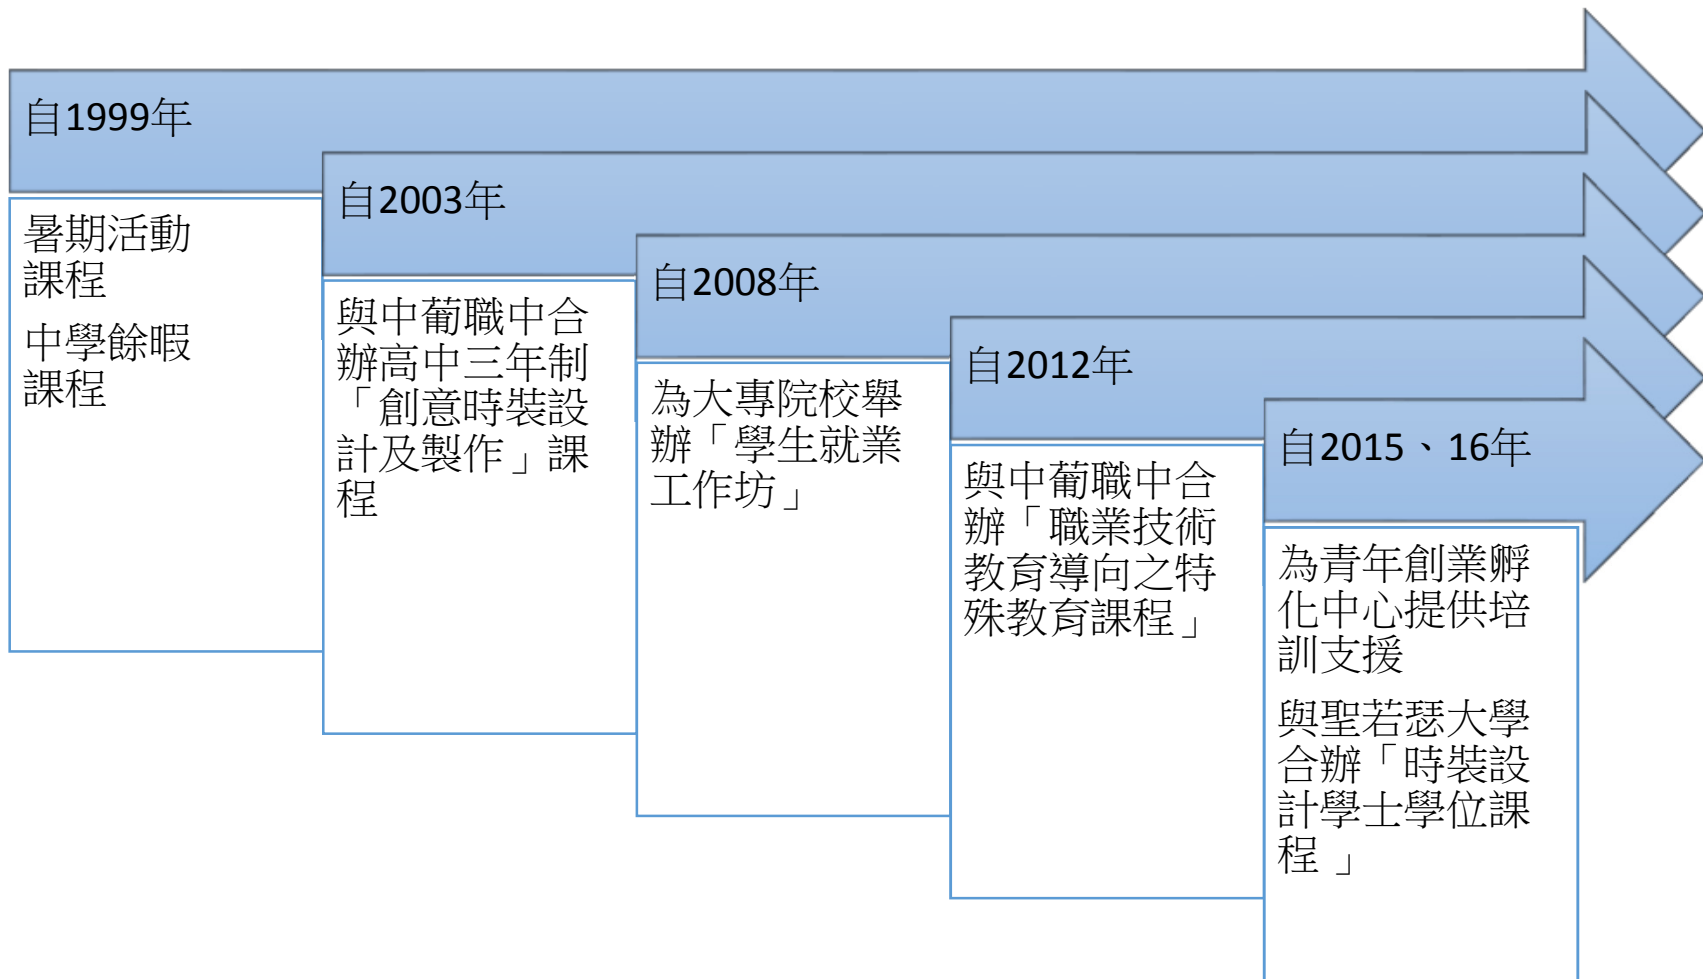 自1999年
暑期活動
課程
中學餘暇
課程
自2003年
與中葡職中合
辦高中三年制
「創意時裝設
計及製作」課
程
自2008年
為大專院校舉
辦「學生就業
工作坊」
自2012年
與中葡職中合
辦「職業技術
教育導向之特
殊教育課程」
自2015、16年
為青年創業孵
化中心提供培
訓支援
與聖若瑟大學
合辦「時裝設
計學士學位課
程 」